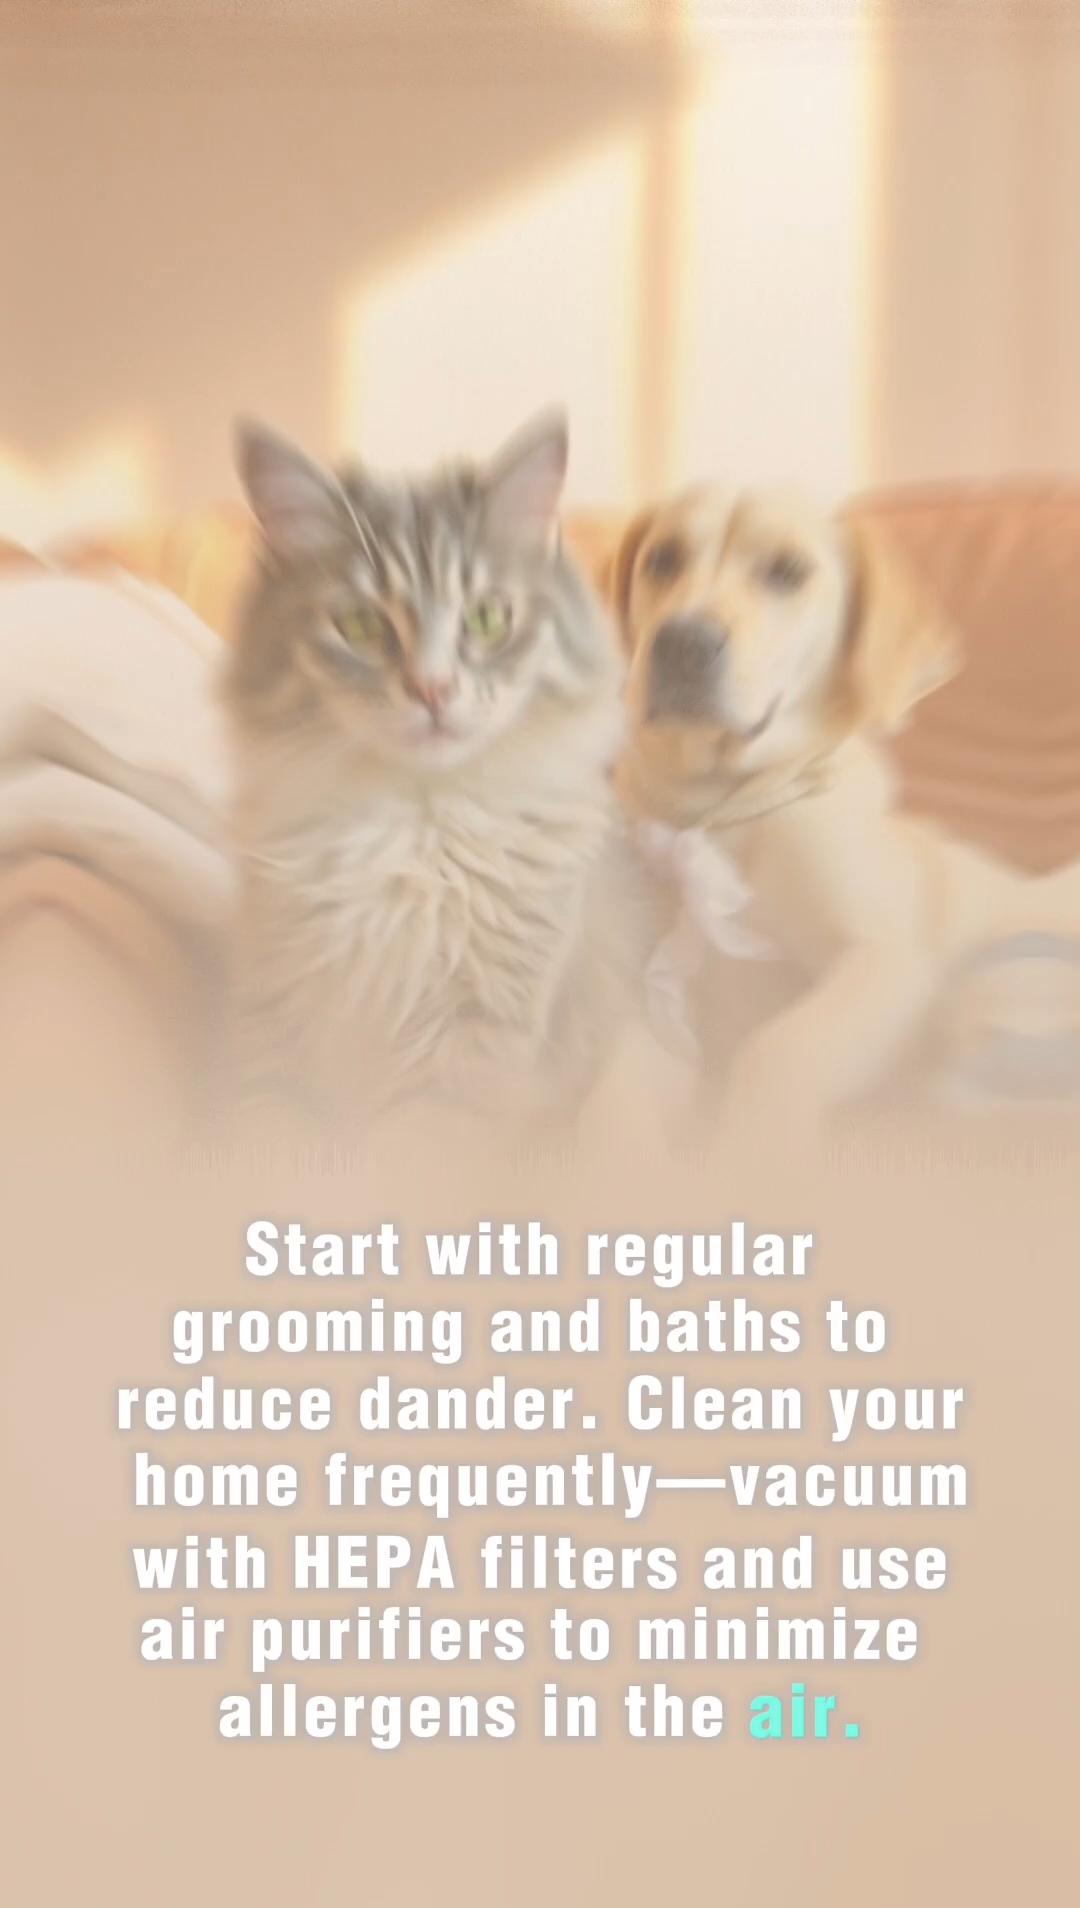 Start with regular
grooming and baths to
reduce dander. Clean your
home frequently—vacuum
with HEPA filters and use
air purifiers to minimize
allergens in the air.